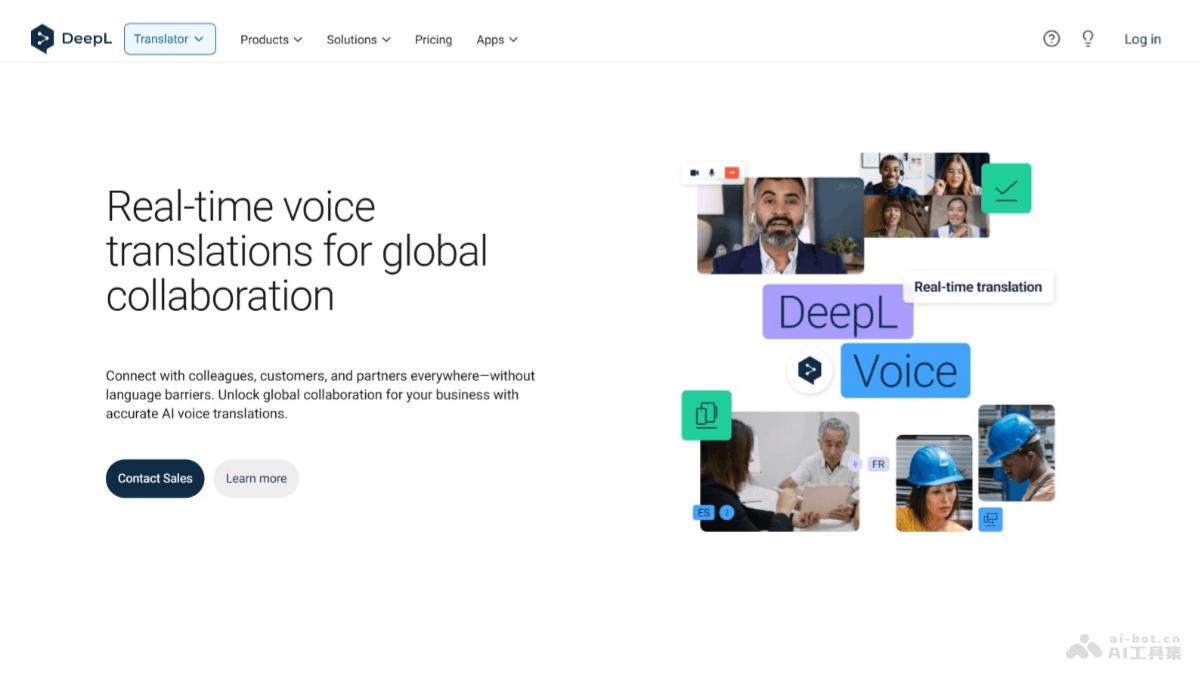 DeepL
Translator
Products
Solutions
Pricing
Apps
Log in
Real-time voice
translations for global
collaboration
Connect with colleagues, customers, and partners everywhere—without
language barriers. Unlock global collaboration for your business with
accurate AI voice translations.
Contact Sales
Learn more
Real-time translation
DeepL
Voice
FR
ES
ai-bot.cn
AI工具集